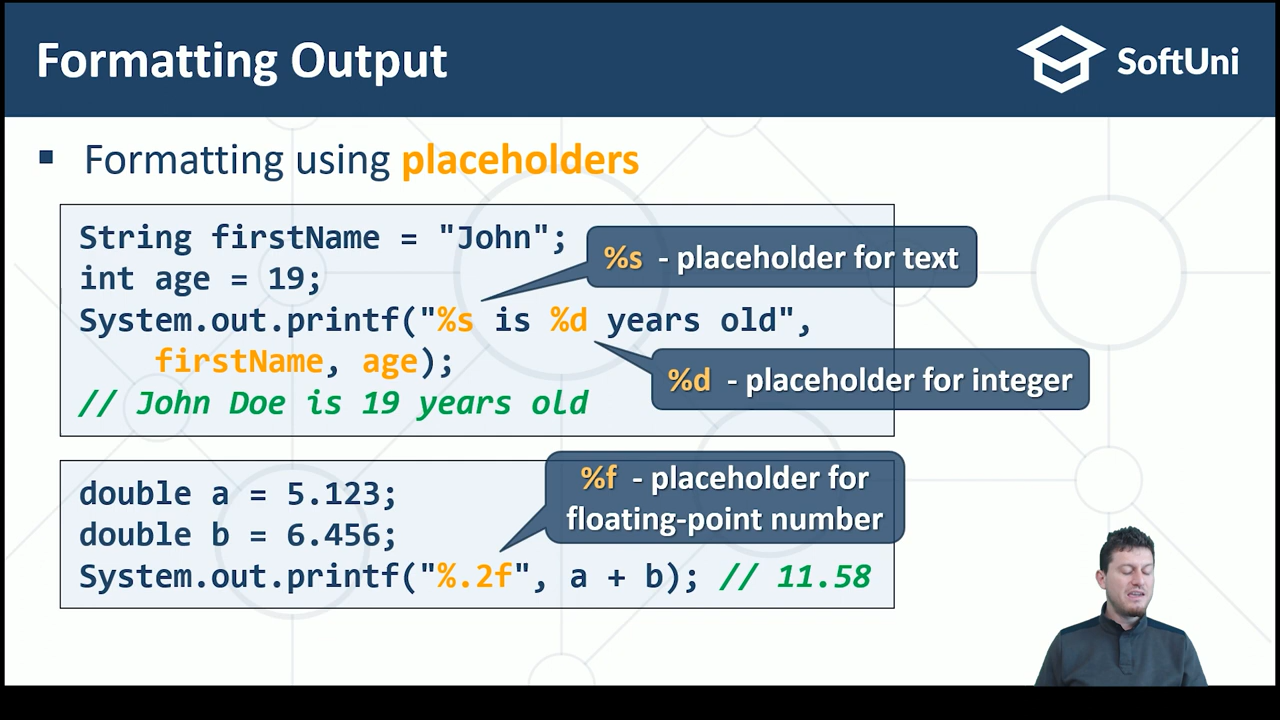 Formatting Output
SoftUni
▪ Formatting using placeholders
String firstName = "John";
%s - placeholder for text
int age = 19;
System.out.printf("%s is %d years old",
firstName, age);
%d - placeholder for integer
// John Doe is 19 years old
%f - placeholder for
floating-point number
double a = 5.123;
double b = 6.456;
System.out.printf("%.2f", a + b); // 11.58